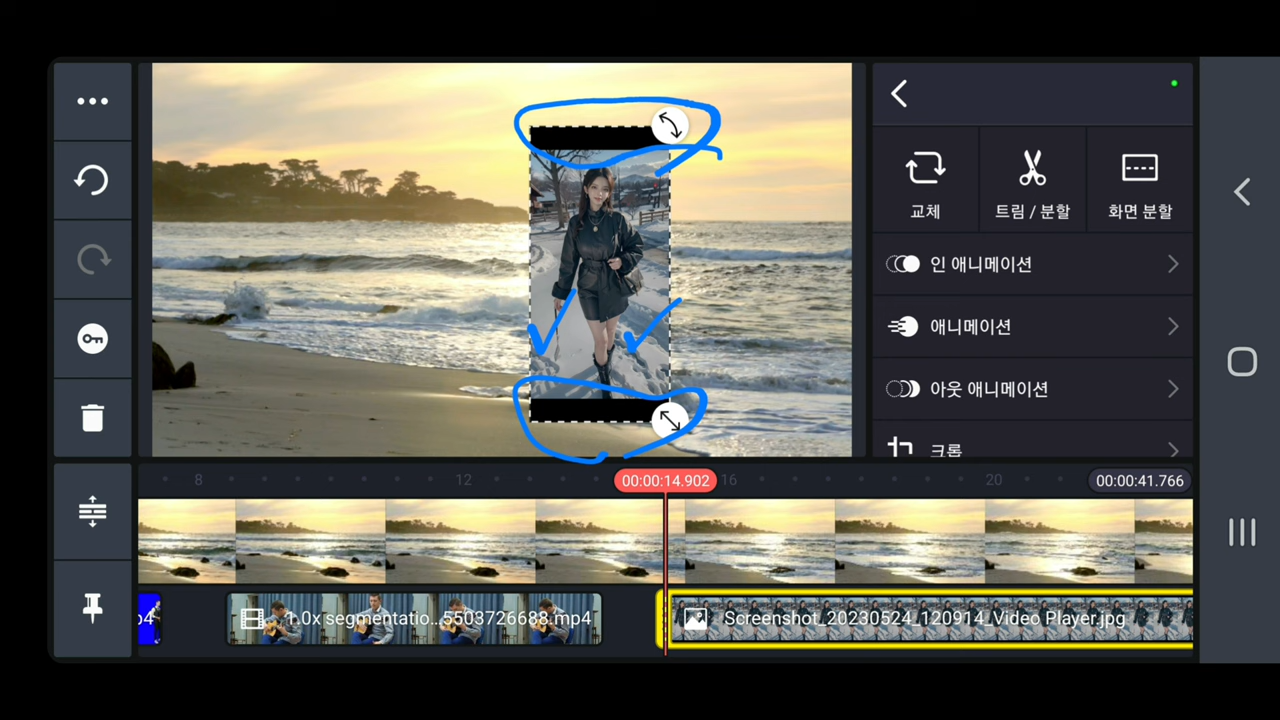 교체
트림 / 분할
화면 분할
인 애니메이션
애니메이션
아웃 애니메이션
크롭
8
12
00:00:14.902
16
20
00:00:41.766
04
1.0x segmentatio...5503726688.mp4
Screenshot_20230524_120914_Video Player.jpg